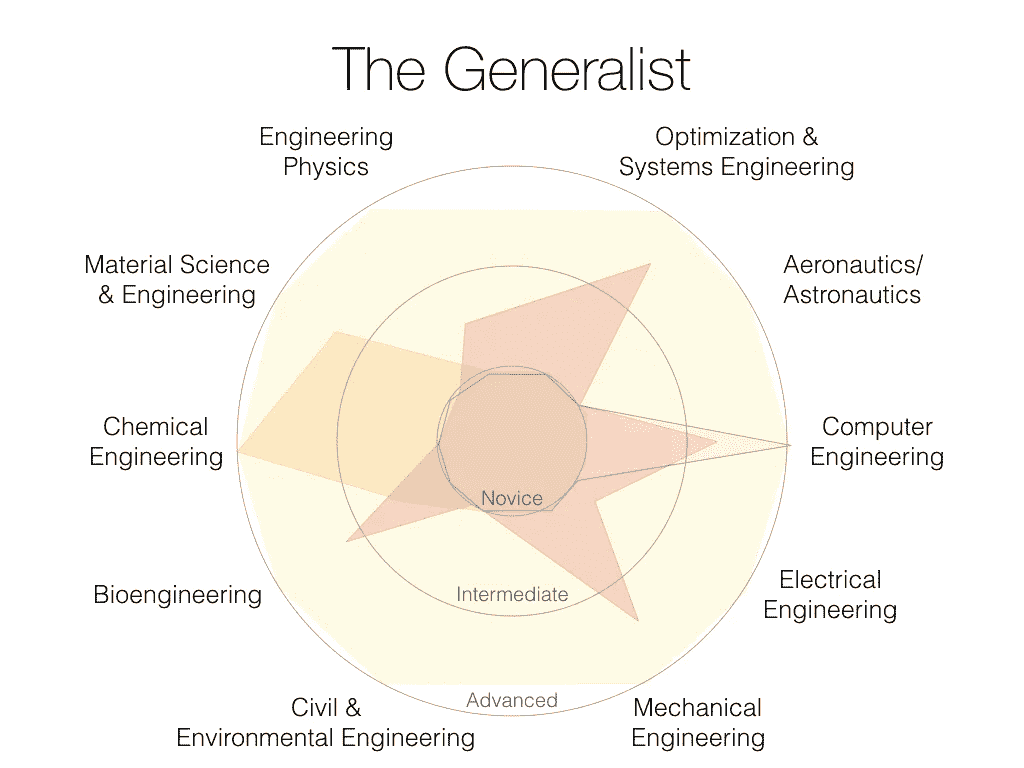 The Generalist
Engineering
Physics
Optimization &
Systems Engineering
Material Science
& Engineering
Aeronautics/
Astronautics
Chemical
Engineering
Computer
Engineering
Novice
Bioengineering
Intermediate
Electrical
Engineering
Civil &
Environmental Engineering
Advanced
Mechanical
Engineering